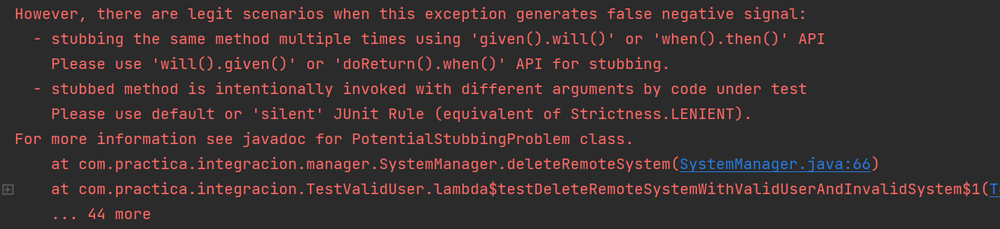 However, there are legit scenarios when this exception generates false negative signal:
- stubbing the same method multiple times using 'given().will()' or 'when().then()' API
Please use 'will().given()' or 'doReturn().when()' API for stubbing.
- stubbed method is intentionally invoked with different arguments by code under test
Please use default or 'silent' JUnit Rule (equivalent of Strictness.LENIENT).
For more information see javadoc for PotentialStubbingProblem class.
at com.practica.integracion.manager.SystemManager.deleteRemoteSystem(SystemManager.java:66)
at com.practica.integracion.TestValidUser.lambda$testDeleteRemoteSystemWithValidUserAndInvalidSystem$1(
... 44 more